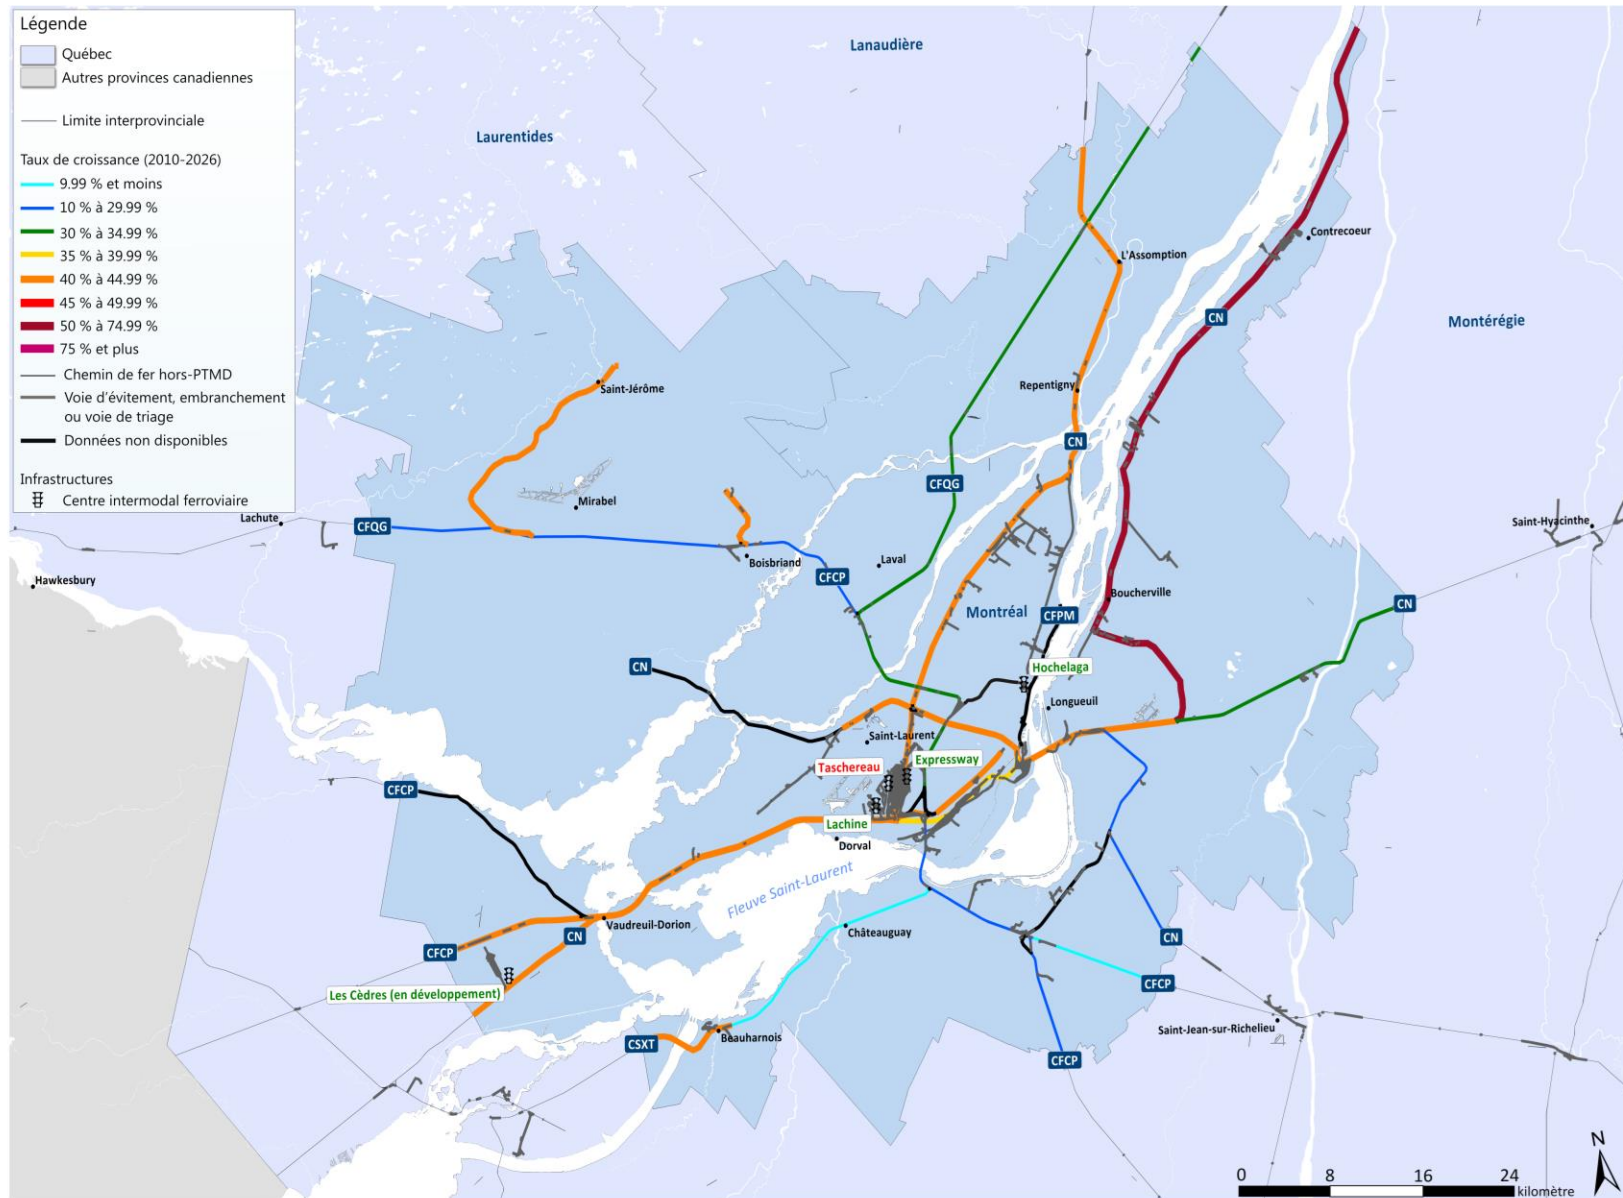 Légende
Québec
Autres provinces canadiennes
Limite interprovinciale
Taux de croissance (2010-2026)
9.99 % et moins
10 % à 29.99 %
30 % à 34.99 %
35 % à 39.99 %
40 % à 44.99 %
45 % à 49.99 %
50 % à 74.99 %
75 % et plus
Chemin de fer hors-PTMD
Voie d'évitement, embranchement
ou voie de triage
Données non disponibles
Infrastructures
Centre intermodal ferroviaire
Lanaudière
Laurentides
Contrecoeur
L'Assomption
CN
Montérégie
Saint-Jérôme
Repentigny
CN
CFQG
Mirabel
Lachute
CFQG
Saint-Hyacinthe
Boisbriand
Laval
CFCP
Hawkesbury
Boucherville
CN
Montréal
CFPM
CN
Hochelaga
Longueuil
Saint-Laurent
Expressway
Taschereau
CFCP
Lachine
Dorval
Fleuve Saint-Laurent
Vaudreuil-Dorion
Châteauguay
CN
CN
CFCP
CFCP
Les Cèdres (en développement)
Saint-Jean-sur-Richelieu
Beauharnois
CSXT
CFCP
N
0
8
16
24
kilomètre